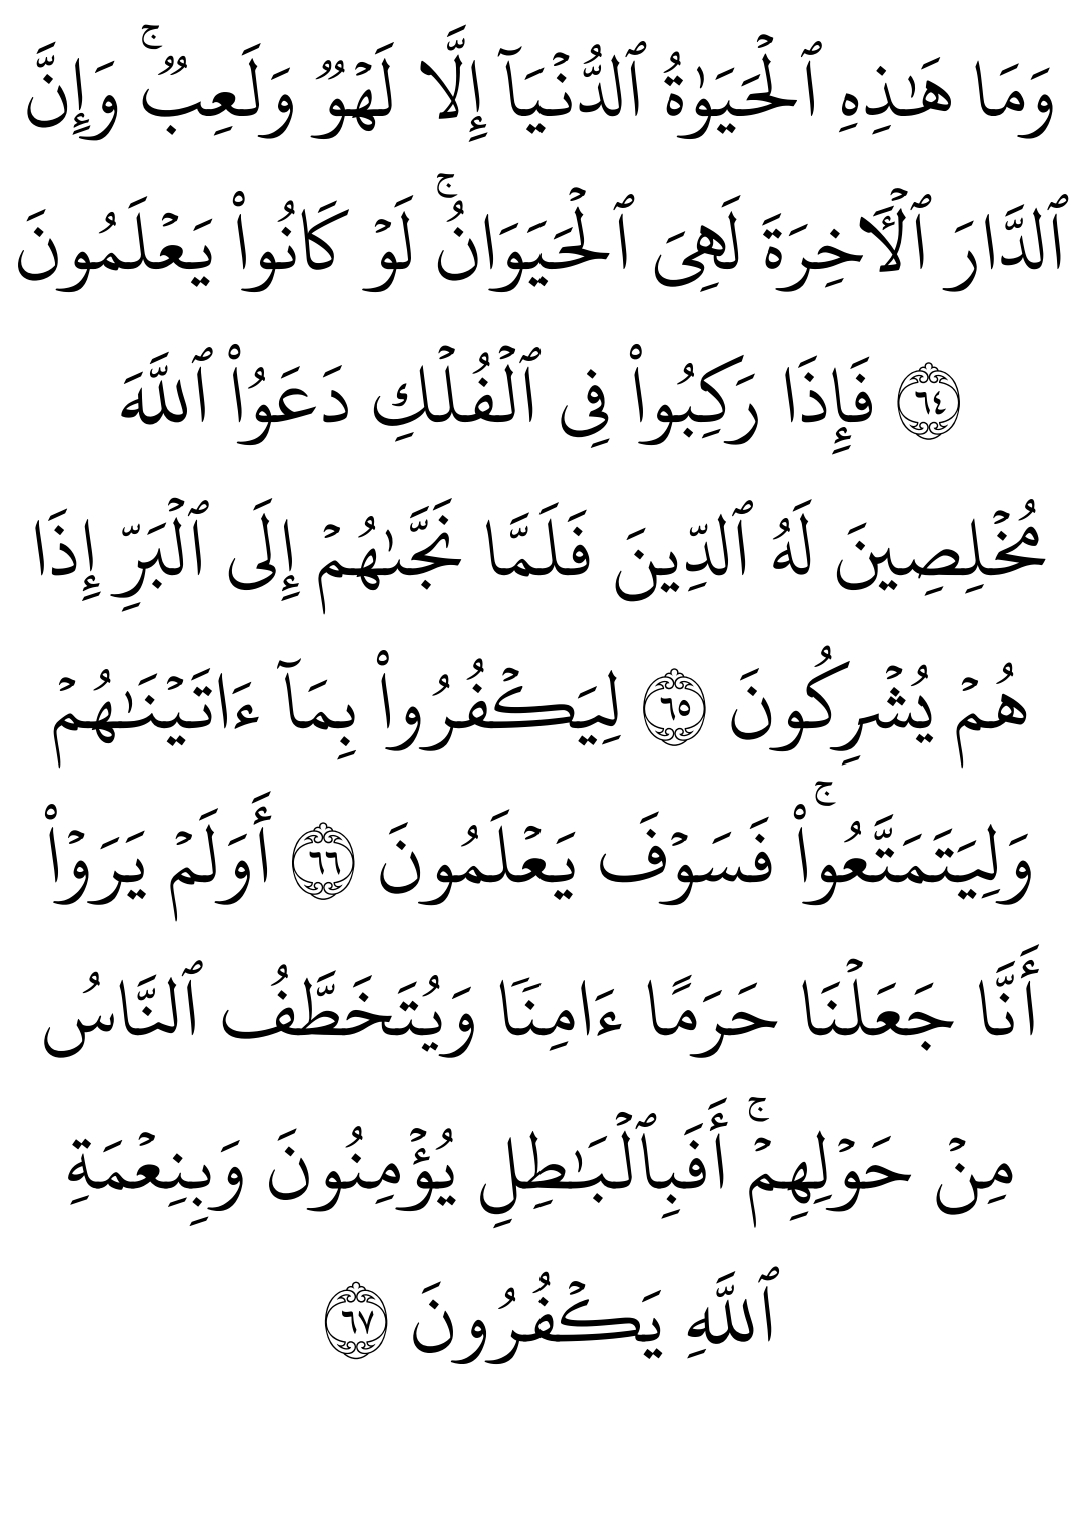 وَمَا هَـٰذِهِ ٱلْحَيَوٰةُ ٱلدُّنْيَآ إِلَّا لَهْوٌ وَلَعِبٌ ۚ وَإِنَّ
ٱلدَّارَ ٱلْـَٔاخِرَةَ لَهِىَ ٱلْحَيَوَانُ ۚ لَوْ كَانُوا۟ يَعْلَمُونَ
٦٤ فَإِذَا رَكِبُوا۟ فِى ٱلْفُلْكِ دَعَوُا۟ ٱللَّهَ
مُخْلِصِينَ لَهُ ٱلدِّينَ فَلَمَّا نَجَّىٰهُمْ إِلَى ٱلْبَرِّ إِذَا
هُمْ يُشْرِكُونَ ٦٥ لِيَكْفُرُوا۟ بِمَآ ءَاتَيْنَـٰهُمْ
وَلِيَتَمَتَّعُوا۟ ۚ فَسَوْفَ يَعْلَمُونَ ٦٦ أَوَلَمْ يَرَوْا۟
أَنَّا جَعَلْنَا حَرَمًا ءَامِنًا وَيُتَخَطَّفُ ٱلنَّاسُ
مِنْ حَوْلِهِمْ ۚ أَفَبِٱلْبَـٰطِلِ يُؤْمِنُونَ وَبِنِعْمَةِ
ٱللَّهِ يَكْفُرُونَ ٦٧